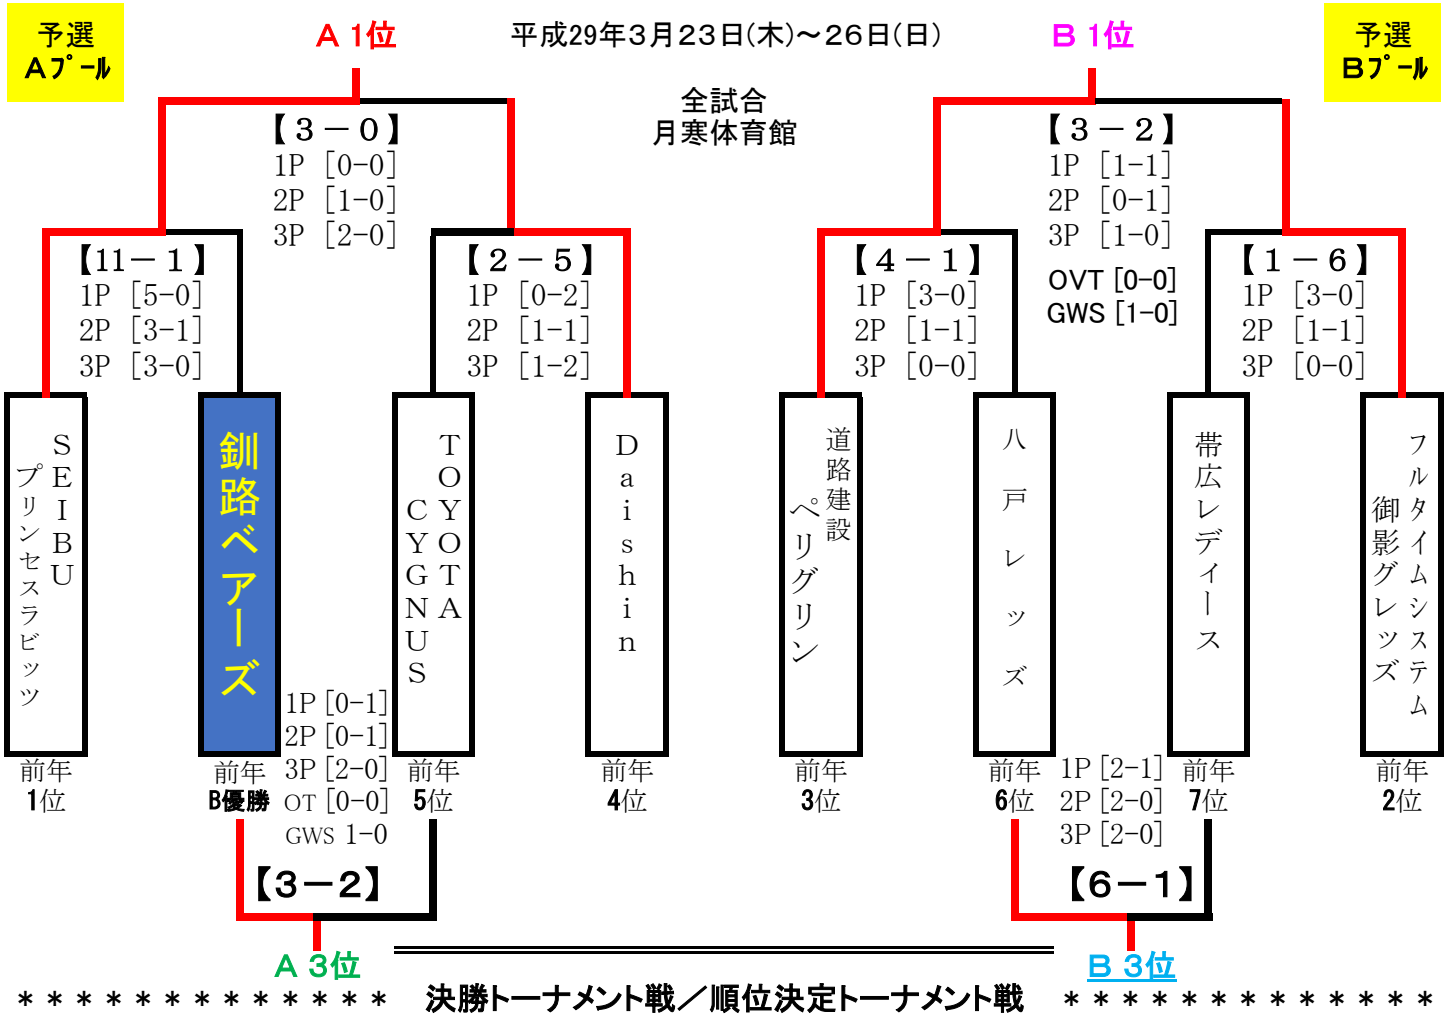 予選
Aプール
A 1位
平成29年3月23日(木)～26日(日)
B 1位
予選
Bプール
全試合
月寒体育館
【3－0】
1P [0-0]
2P [1-0]
3P [2-0]
【3－2】
1P [1-1]
2P [0-1]
3P [1-0]
OVT [0-0]
GWS [1-0]
【11－1】
1P [5-0]
2P [3-1]
3P [3-0]
【2－5】
1P [0-2]
2P [1-1]
3P [1-2]
【4－1】
1P [3-0]
2P [1-1]
3P [0-0]
【1－6】
1P [3-0]
2P [1-1]
3P [0-0]
SEIBU
プリンセスラビッツ
釧路ベアーズ
TOYOTA
CYGNUS
Daishin
道路建設
ペリグリン
八戸レッズ
帯広レディース
フルタイムシステム
御影グレッズ
前年
1位
前年
B優勝
前年
5位
前年
4位
前年
3位
前年
6位
前年
7位
前年
2位
1P [0-1]
2P [0-1]
3P [2-0]
OT [0-0]
GWS 1-0
【3－2】
A 3位
1P [2-1]
2P [2-0]
3P [2-0]
【6－1】
B 3位
＊＊＊＊＊＊＊＊＊＊＊＊＊ 決勝トーナメント戦／順位決定トーナメント戦 ＊＊＊＊＊＊＊＊＊＊＊＊＊